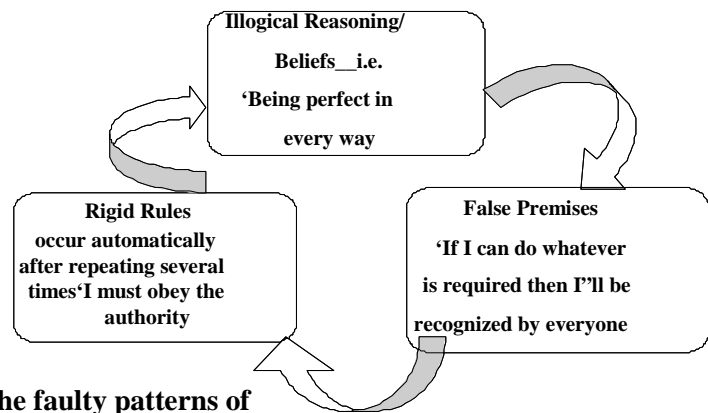 Illogical Reasoning/
Beliefs__i.e.
‘Being perfect in
every way
Rigid Rules
occur automatically
after repeating several
times‘I must obey the
authority
False Premises
‘If I can do whatever
is required then I’'ll be
recognized by everyone
he faulty patterns of